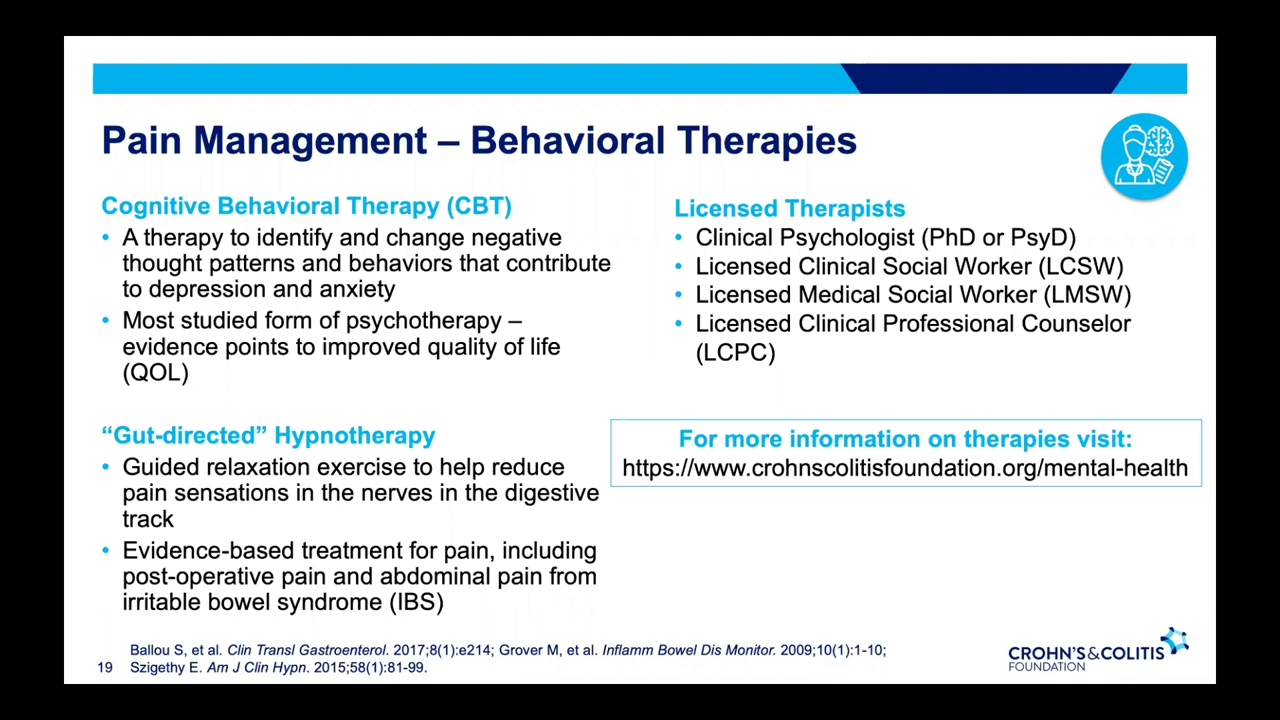 Pain Management – Behavioral Therapies
Cognitive Behavioral Therapy (CBT)
• A therapy to identify and change negative
thought patterns and behaviors that contribute
to depression and anxiety
• Most studied form of psychotherapy –
evidence points to improved quality of life
(QOL)
“Gut-directed” Hypnotherapy
• Guided relaxation exercise to help reduce
pain sensations in the nerves in the digestive
track
• Evidence-based treatment for pain, including
post-operative pain and abdominal pain from
irritable bowel syndrome (IBS)
Licensed Therapists
• Clinical Psychologist (PhD or PsyD)
• Licensed Clinical Social Worker (LCSW)
• Licensed Medical Social Worker (LMSW)
• Licensed Clinical Professional Counselor
(LCPC)
For more information on therapies visit:
https://www.crohnscolitisfoundation.org/mental-health
Ballou S, et al. Clin Transl Gastroenterol. 2017;8(1):e214; Grover M, et al. Inflamm Bowel Dis Monitor. 2009;10(1):1-10;
19 Szigethy E. Am J Clin Hypn. 2015;58(1):81-99.
CROHN'S&COLITIS
FOUNDATION